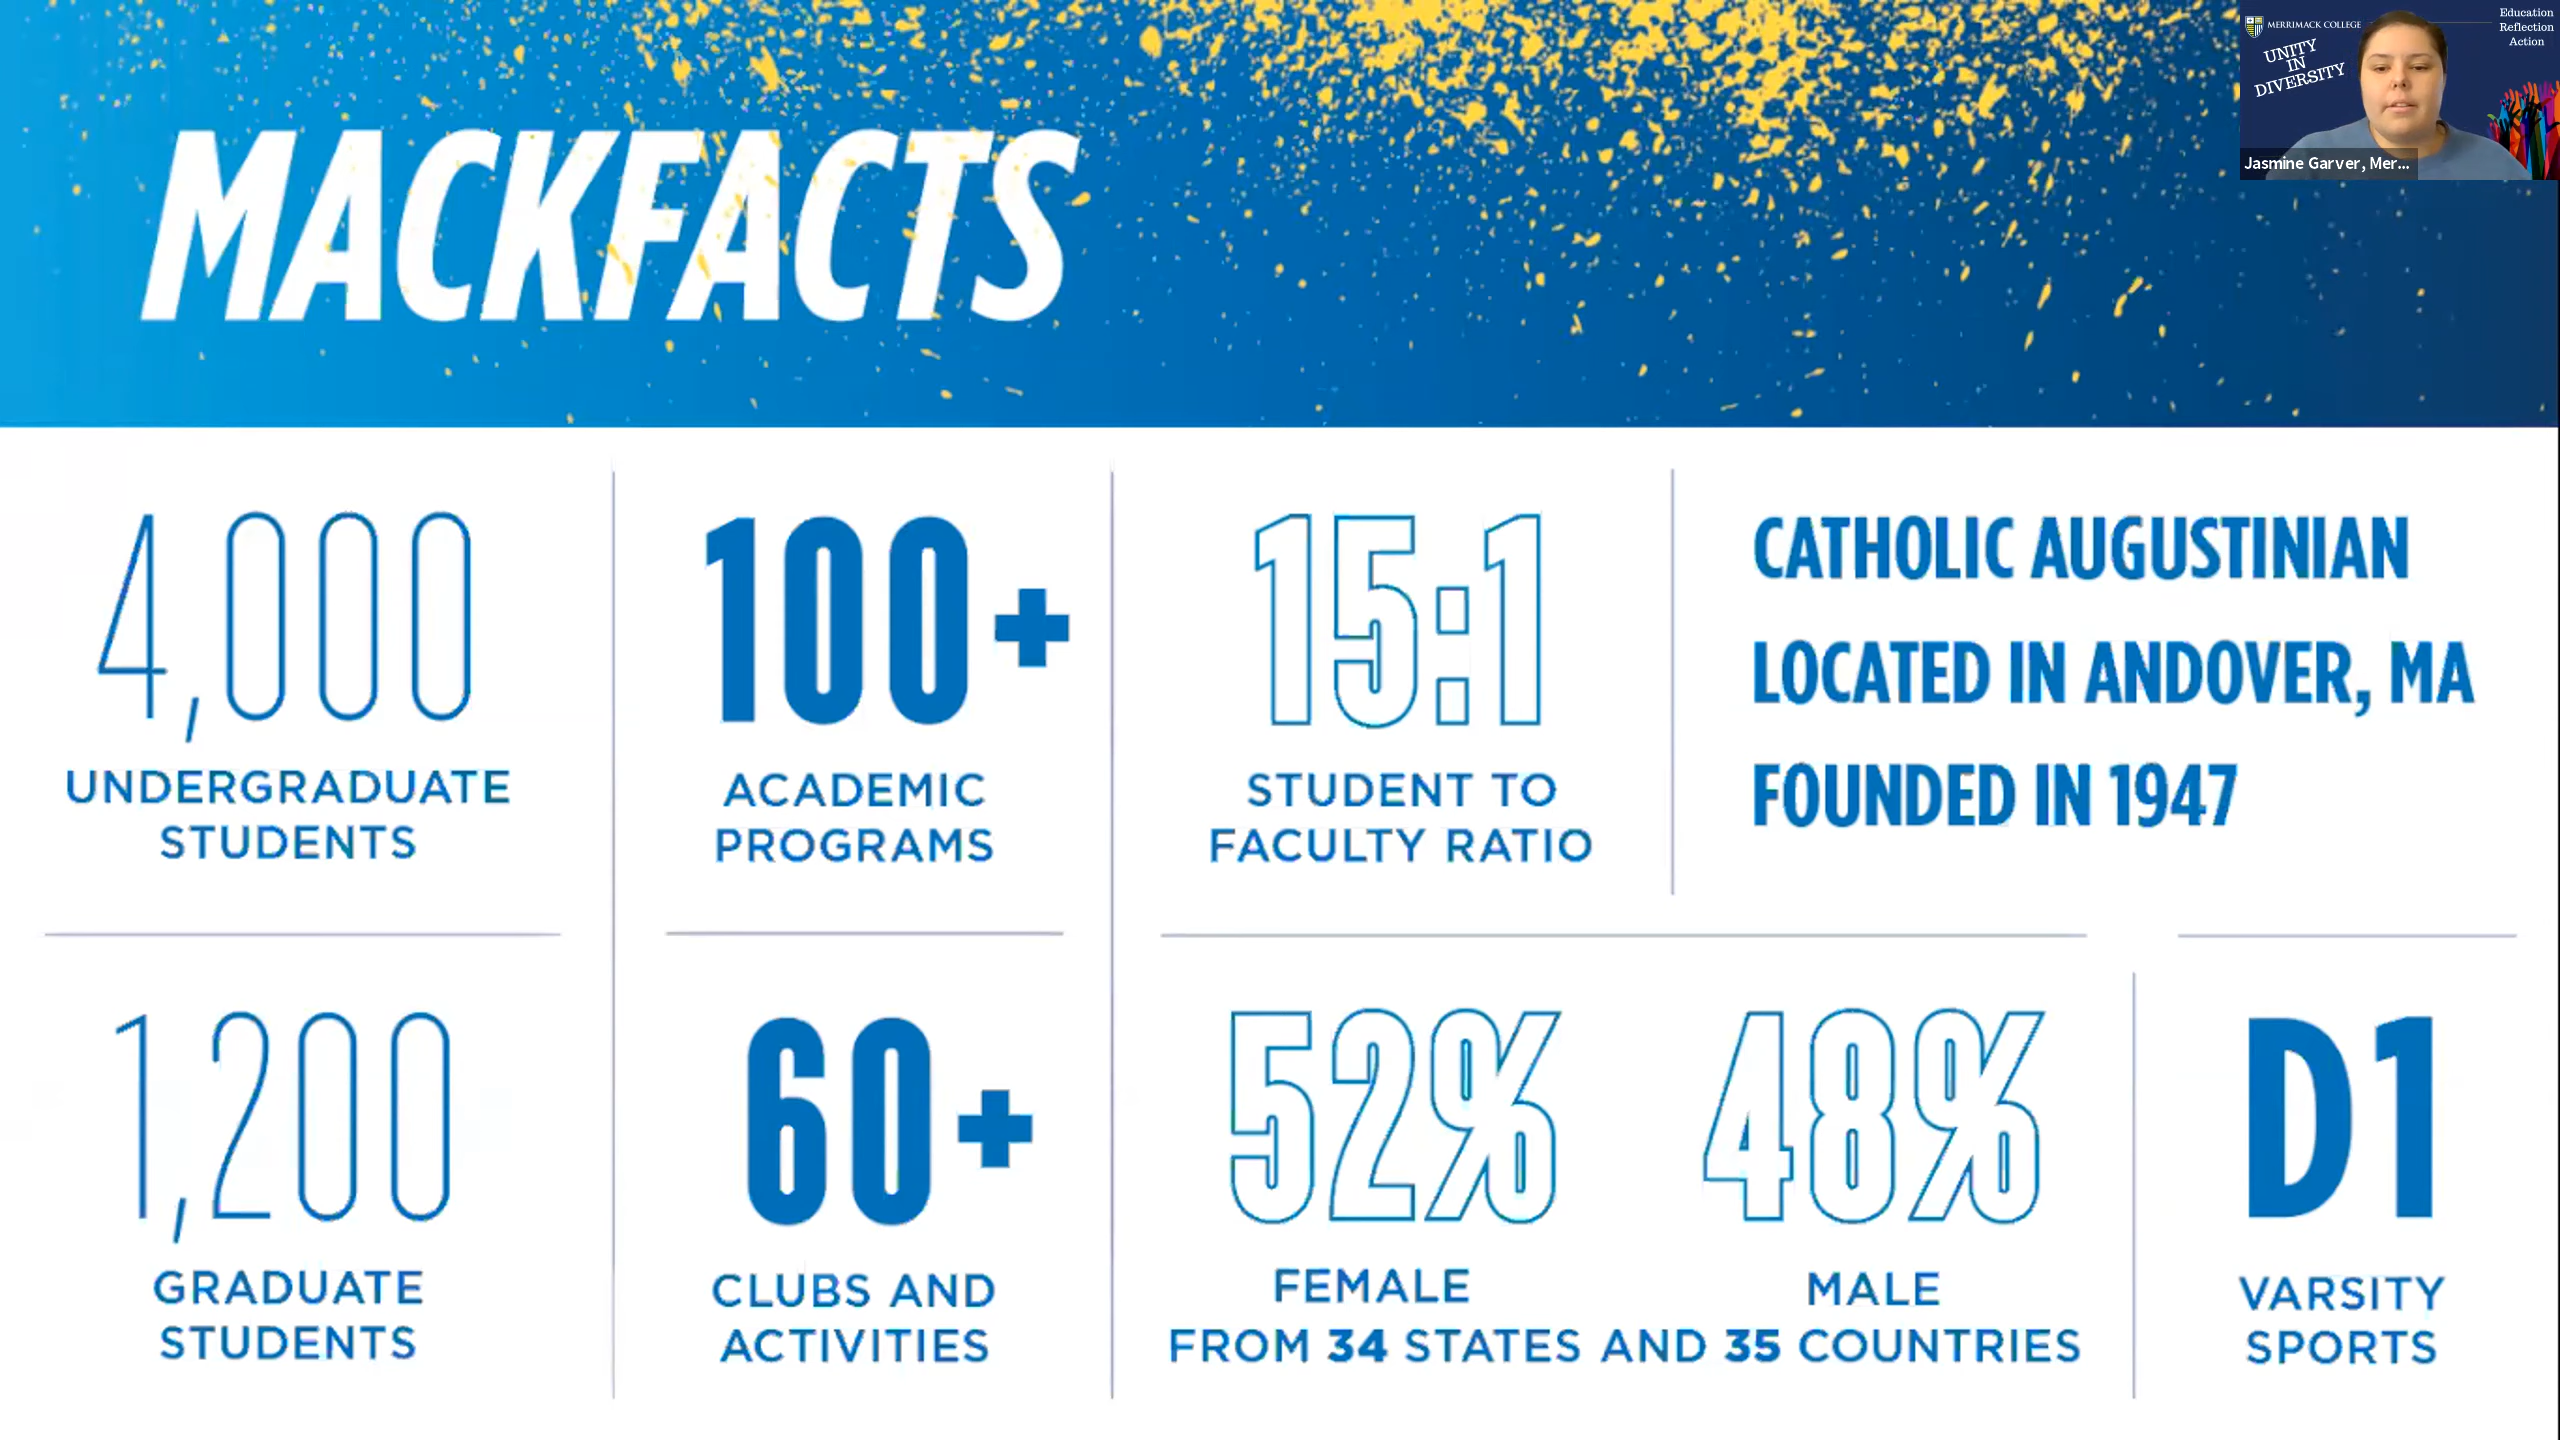 MACKFACTS
MERRIMACK COLLEGE
UNITY
IN
DIVERSITY
Education
Reflection
Action
Jasmine Garver, Mer...
4,000
UNDERGRADUATE
STUDENTS
100+
ACADEMIC
PROGRAMS
15:1
STUDENT TO
FACULTY RATIO
CATHOLIC AUGUSTINIAN
LOCATED IN ANDOVER, MA
FOUNDED IN 1947
1,200
GRADUATE
STUDENTS
60+
CLUBS AND
ACTIVITIES
52% 48%
FEMALE MALE
FROM 34 STATES AND 35 COUNTRIES
D1
VARSITY
SPORTS